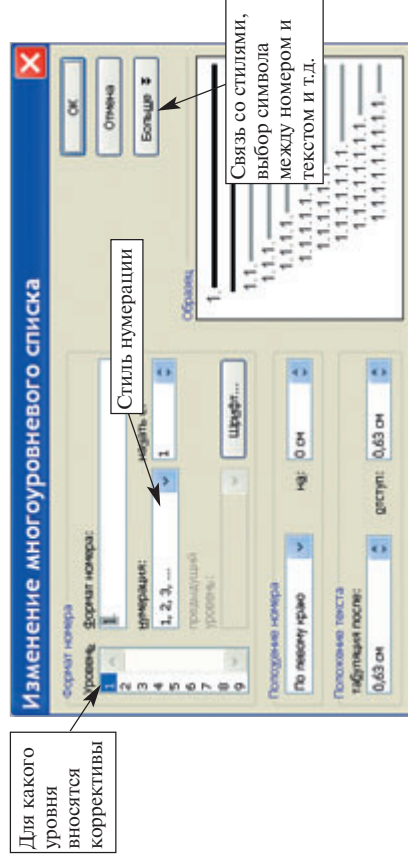 Для какого
уровня
вносятся
коррективы
Изменение многоуровневого списка
Формат номера
Уровень
Формат номера:
1
1
2
3
4
5
6
7
8
9
нумерация:
начать с:
1, 2, 3, ...
1
предыдущий
уровень:
Шрифт...
Стиль нумерации
ОК
Отмена
Больше
Связь со стилями,
выбор символа
между номером и
текстом и т.д.
Положение номера
По левому краю
на:
0 см
Положение текста
табуляция после:
0,63 см
отступ:
0,63 см
Образец
1.
1.1.
1.1.1.
1.1.1.1.
1.1.1.1.1.
1.1.1.1.1.1.
1.1.1.1.1.1.1.
1.1.1.1.1.1.1.1.
1.1.1.1.1.1.1.1.1.